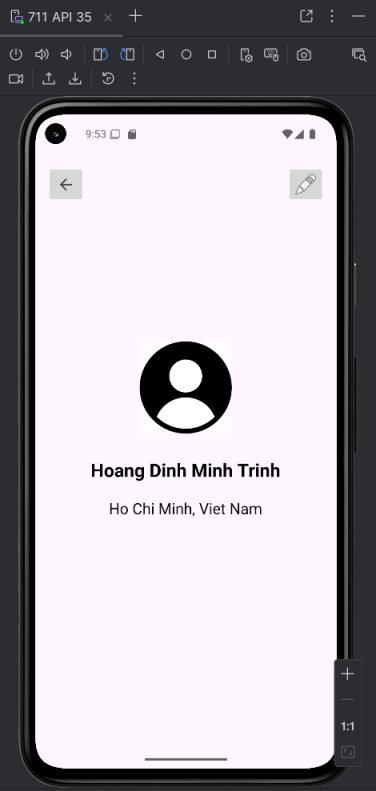 711 API 35
9:53
Hoang Dinh Minh Trinh
Ho Chi Minh, Viet Nam
1:1